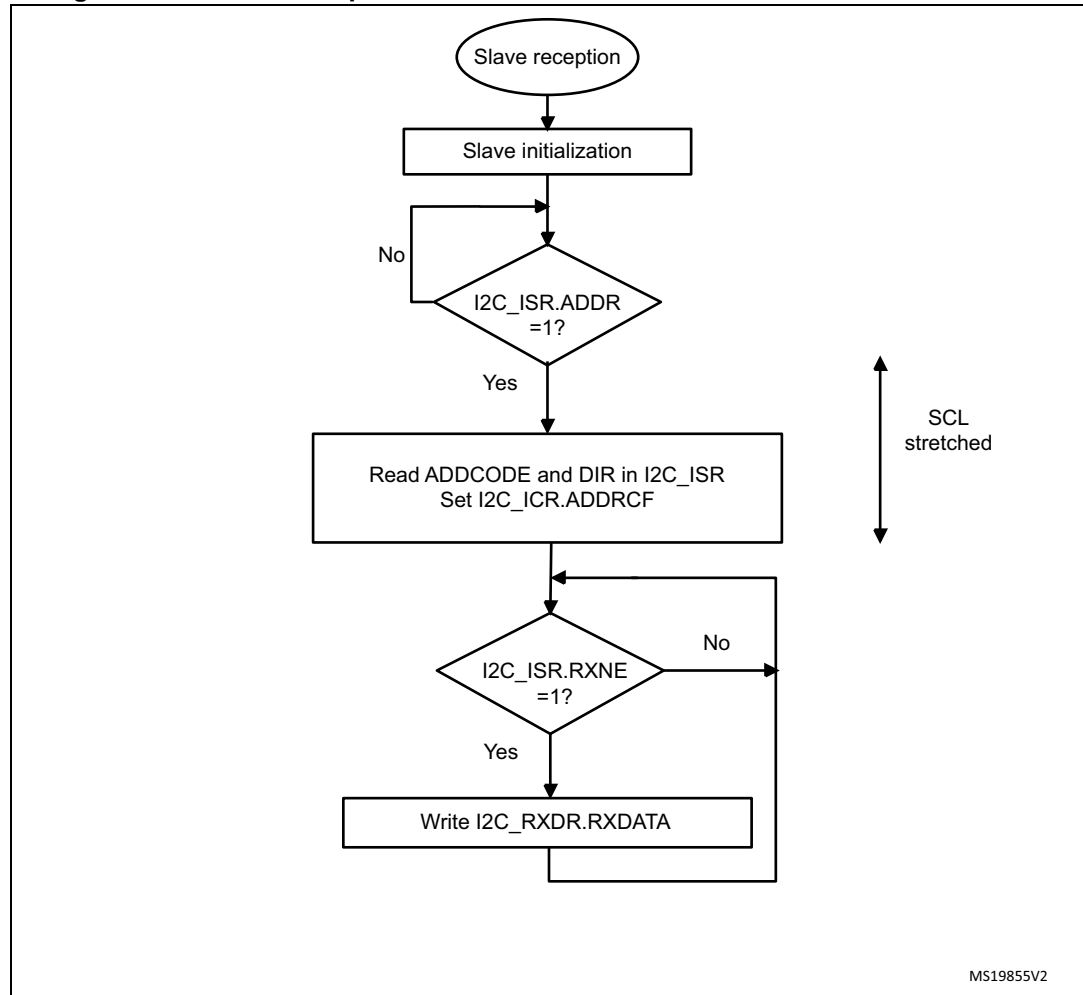 Slave reception
Slave initialization
No
I2C_ISR.ADDR
=1?
Yes
SCL
stretched
Read ADDCODE and DIR in I2C_ISR
Set I2C_ICR.ADDRCF
No
I2C_ISR.RXNE
=1?
Yes
Write I2C_RXDR.RXDATA
MS19855V2